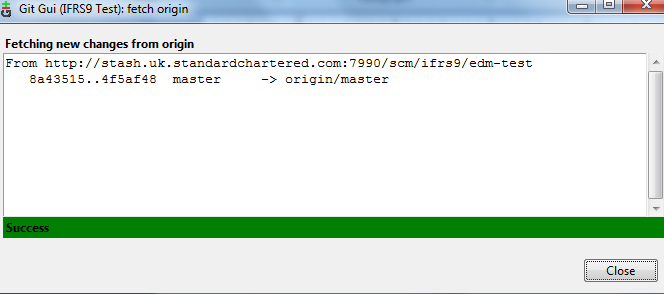 Git Gui (IFRS9 Test): fetch origin
Fetching new changes from origin
From http://stash.uk.standardchartered.com:7990/scm/ifrs9/edm-test
8a43515..4f5af48 master -> origin/master
Success
Close